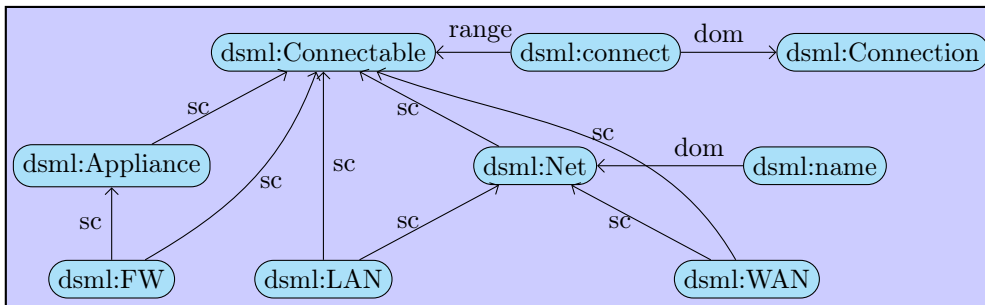 range
dom
dsml:Connectable
dsml:connect
dsml:Connection
sc
sc
sc
dsml:Appliance
sc
sc
dsml:Net
dom
dsml:name
sc
sc
sc
dsml:FW
dsml:LAN
dsml:WAN